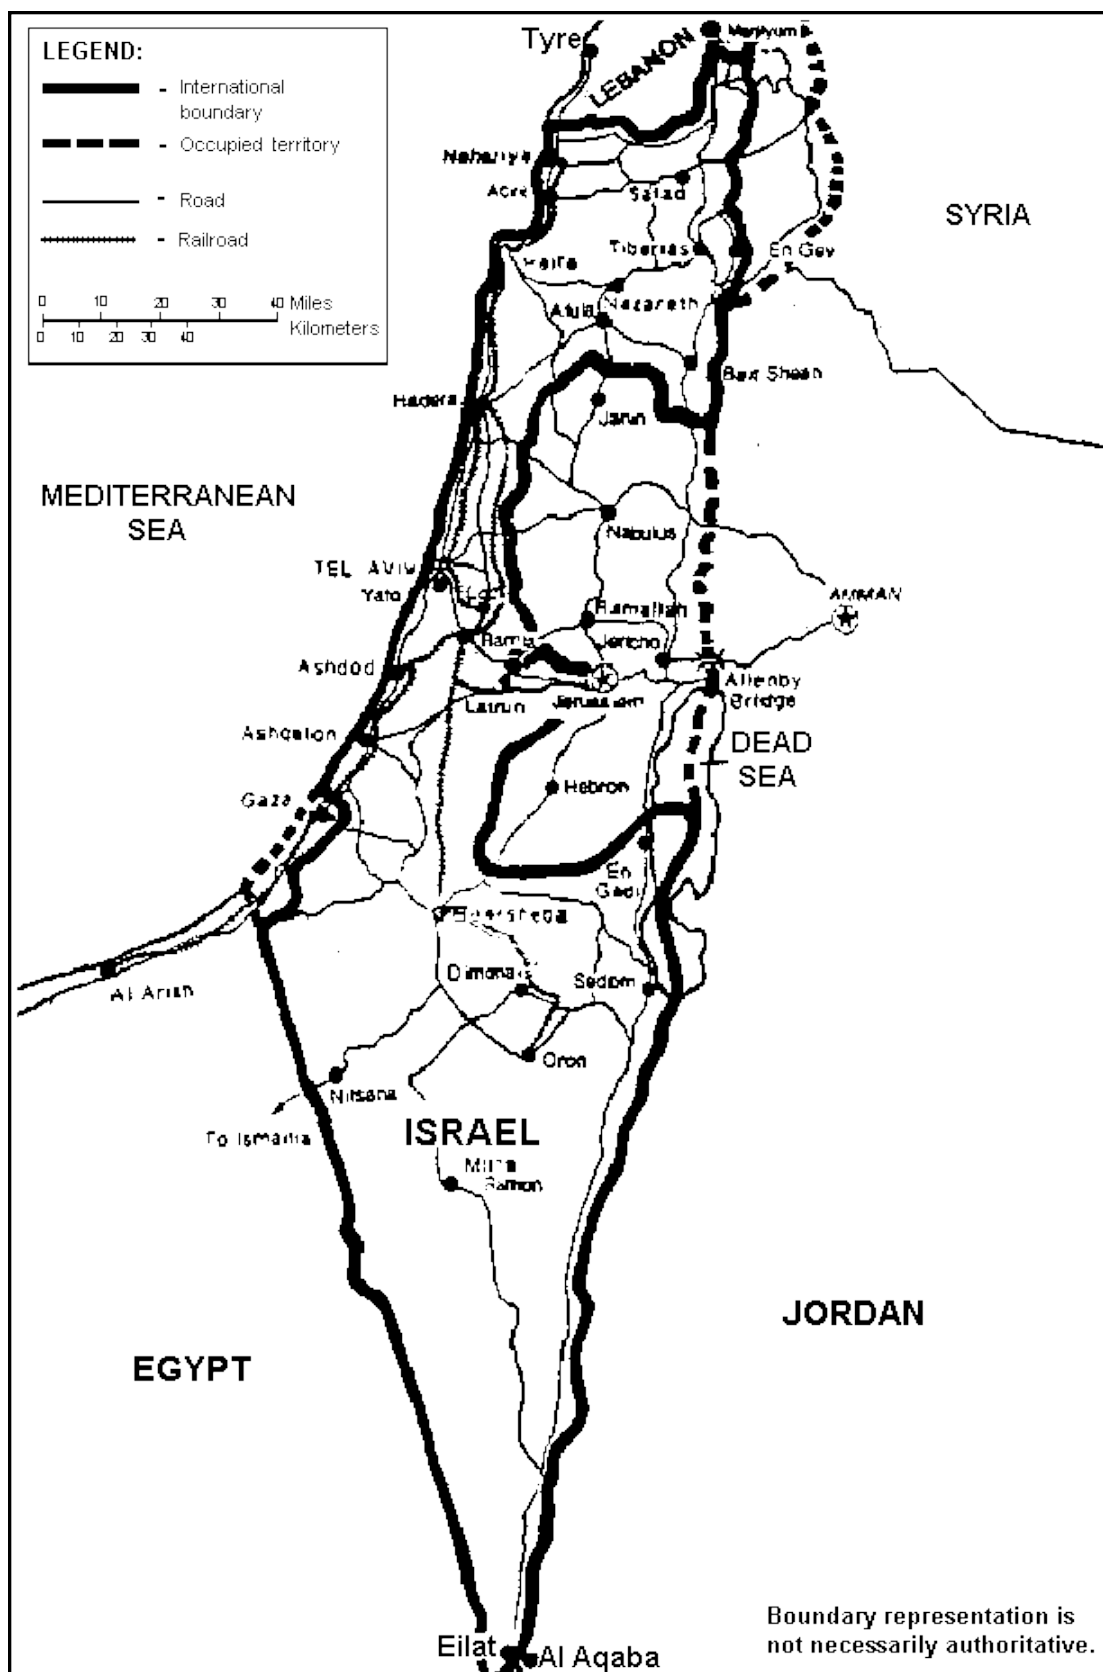 LEGEND:
- International
boundary
- Occupied territory
- Road
- Railroad
0 10 20 30 40 Miles
Kilometers
0 10 20 30 40
Tyre
LEBANON
Nahariya
Acre
Safad
SYRIA
Haifa
Tiberias
En Gev
Nazareth
Afula
Hadera
Janin
MEDITERRANEAN
SEA
Nabulus
TEL AVIV
Yafo
AMMAN
Ramallah
Ramla
Jericho
Ashdod
Allenby
Bridge
Latrun
Jerusalem
Ashqelon
DEAD
SEA
Hebron
Gaza
En
Gedi
Beersheba
Al Arish
Dimona
Sedom
Oron
Nitsana
To Ismailia
ISRAEL
Ramon
JORDAN
EGYPT
Boundary representation is
not necessarily authoritative.
Eilat
Al Aqaba